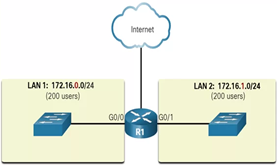 Internet
LAN 1: 172.16.0.0/24
(200 users)
LAN 2: 172.16.1.0/24
(200 users)
G0/0
G0/1
R1